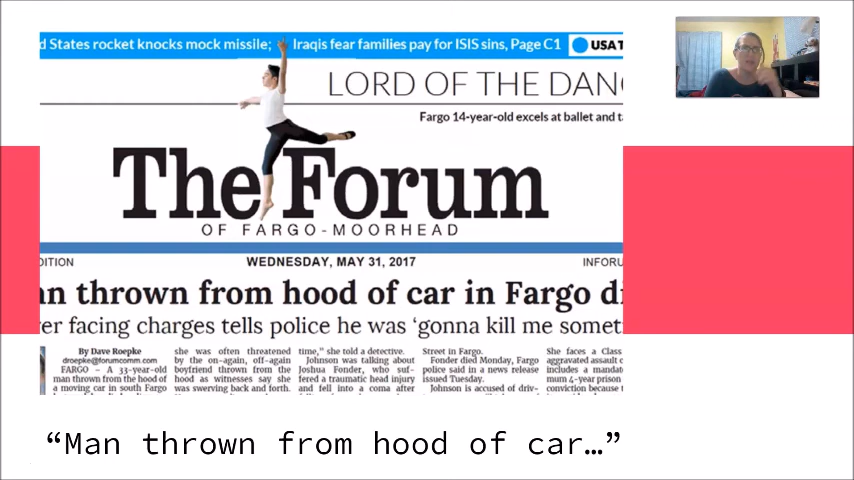 d States rocket knocks mock missile; Iraqis fear families pay for ISIS sins, Page C1 USA T
LORD OF THE DANC
Fargo 14-year-old excels at ballet and ta
The Forum
OF FARGO-MOORHEAD
DITION WEDNESDAY, MAY 31, 2017 INFORU
an thrown from hood of car in Fargo di
er facing charges tells police he was ‘gonna kill me somet
By Dave Roepke
droepke@forumcomm.com
FARGO – A 33-year-old
man thrown from the hood of
a moving car in south Fargo
she was often threatened
by the on-again, off-again
boyfriend thrown from the
hood as witnesses say she
was swerving back and forth.
time,” she told a detective.
Johnson was talking about
Joshua Fonder, who suf-
fered a traumatic head injury
and fell into a coma after
Street in Fargo.
Fonder died Monday, Fargo
police said in a news release
issued Tuesday.
Johnson is accused of driv-
She faces a Class
aggravated assault c
includes a mandat
mum 4-year prison
conviction because t
“Man thrown from hood of car…”